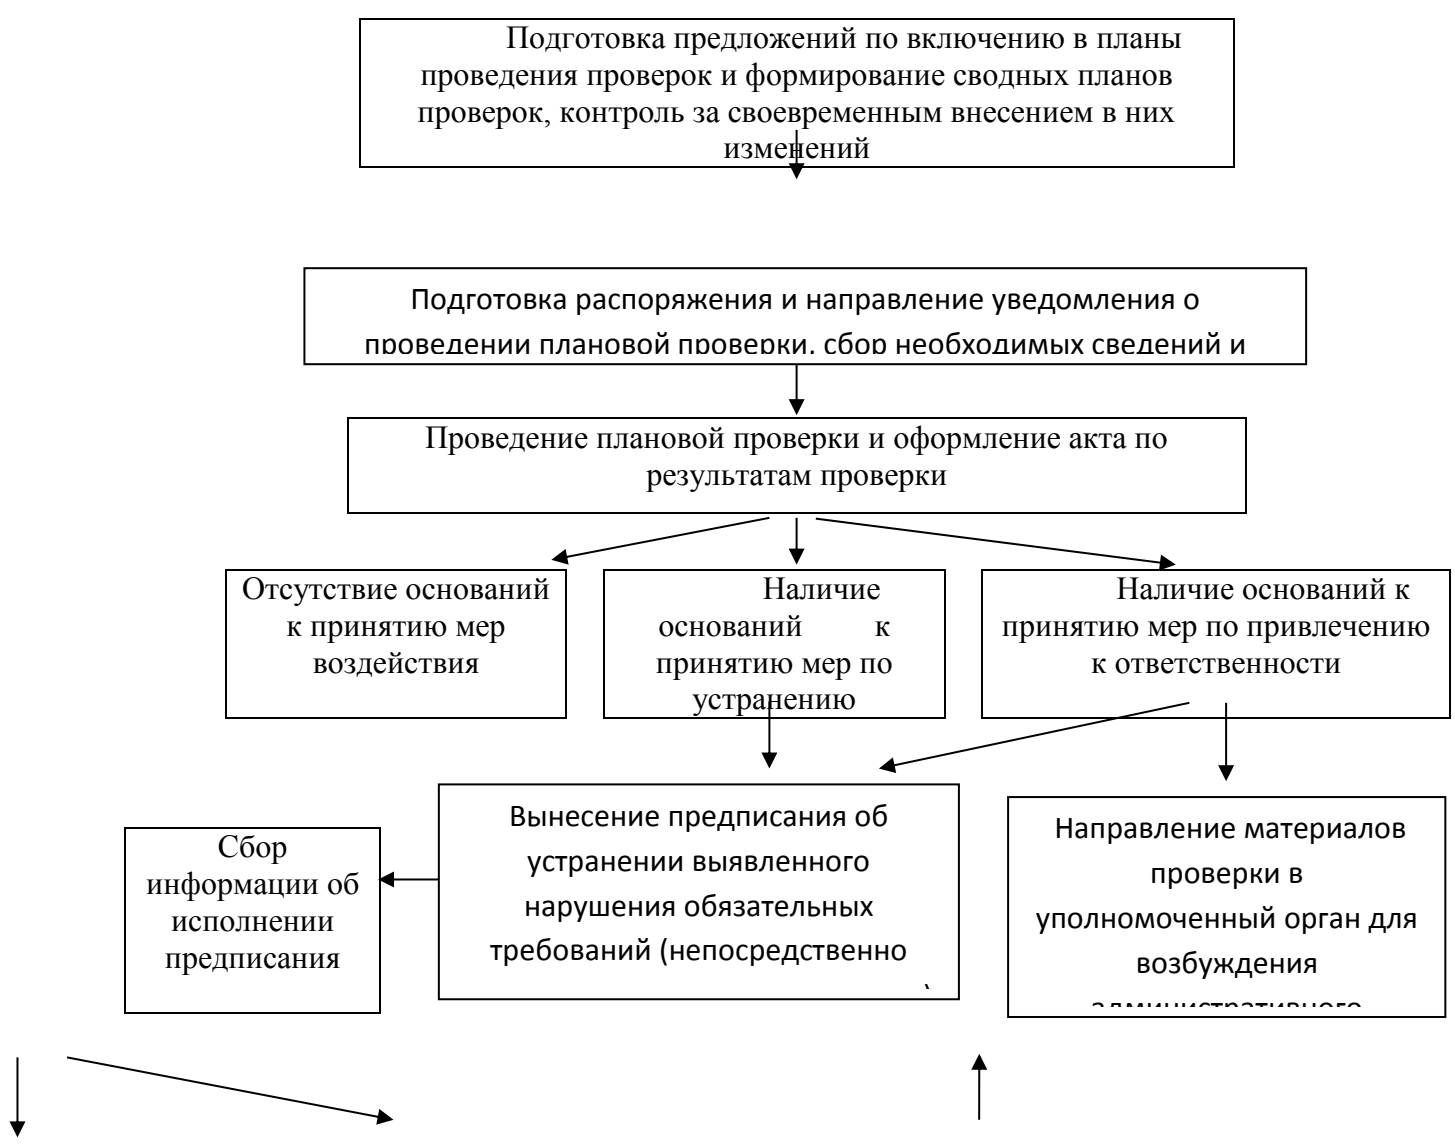 Подготовка предложений по включению в планы
проведения проверок и формирование сводных планов
проверок, контроль за своевременным внесением в них
изменений
Подготовка распоряжения и направление уведомления о
проведении плановой проверки, сбор необходимых сведений и
Проведение плановой проверки и оформление акта по
результатам проверки
Отсутствие оснований
к принятию мер
воздействия
Наличие
оснований к
принятию мер по
устранению
Наличие оснований к
принятию мер по привлечению
к ответственности
Сбор
информации об
исполнении
предписания
Вынесение предписания об
устранении выявленного
нарушения обязательных
требований (непосредственно
Направление материалов
проверки в
уполномоченный орган для
возбуждения
административного